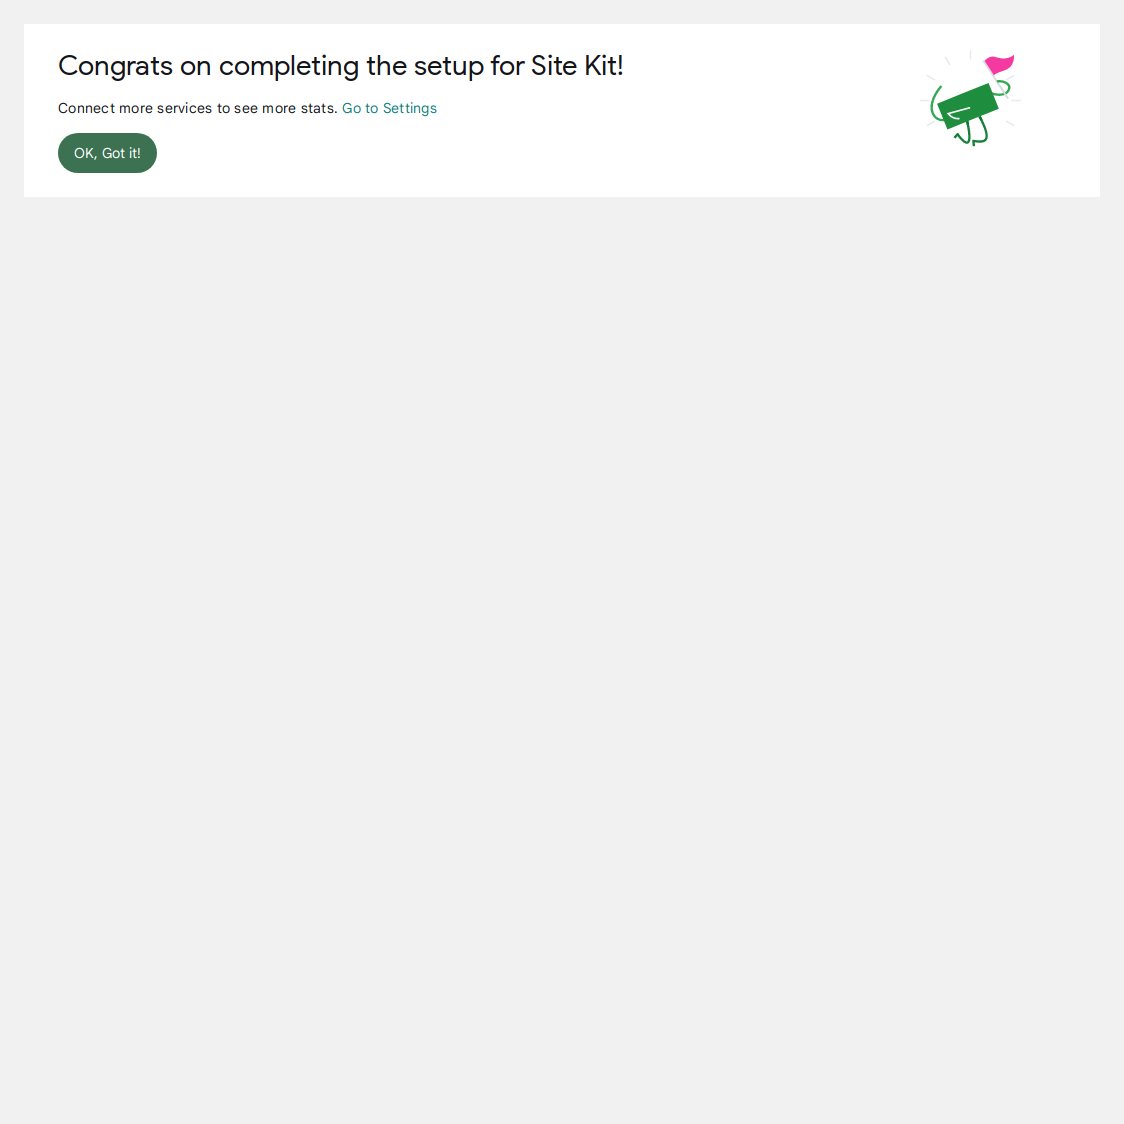 Congrats on completing the setup for Site Kit!
Connect more services to see more stats. Go to Settings
OK, Got it!